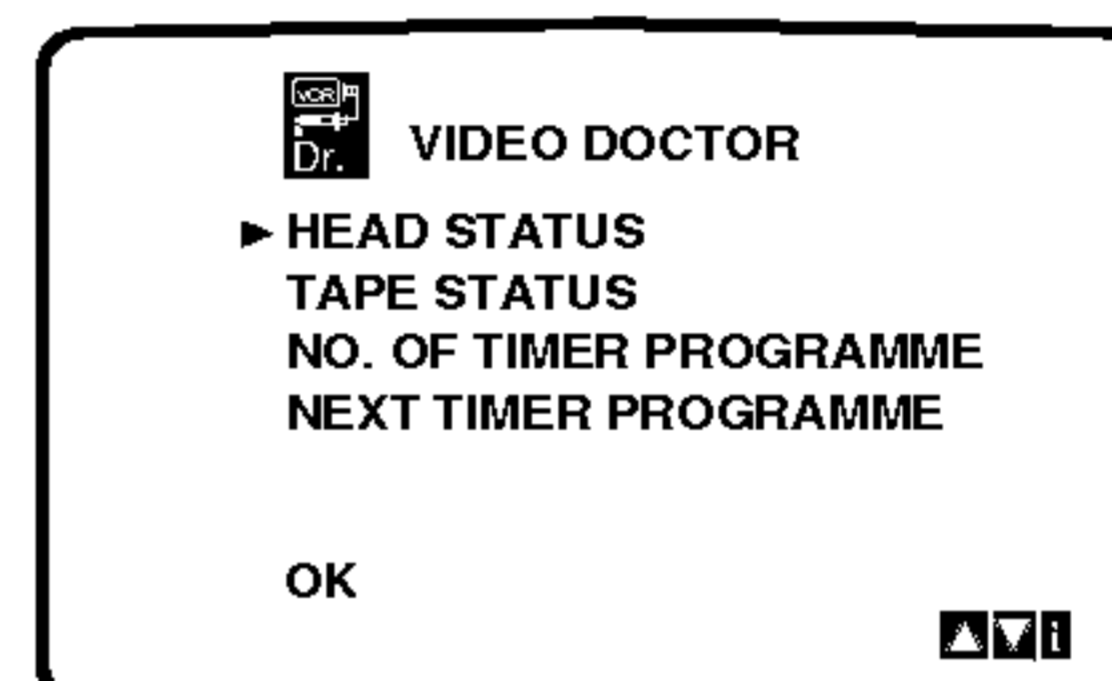 VCR
Dr.
VIDEO DOCTOR
►HEAD STATUS
TAPE STATUS
NO. OF TIMER PROGRAMME
NEXT TIMER PROGRAMME
OK
▲▼i